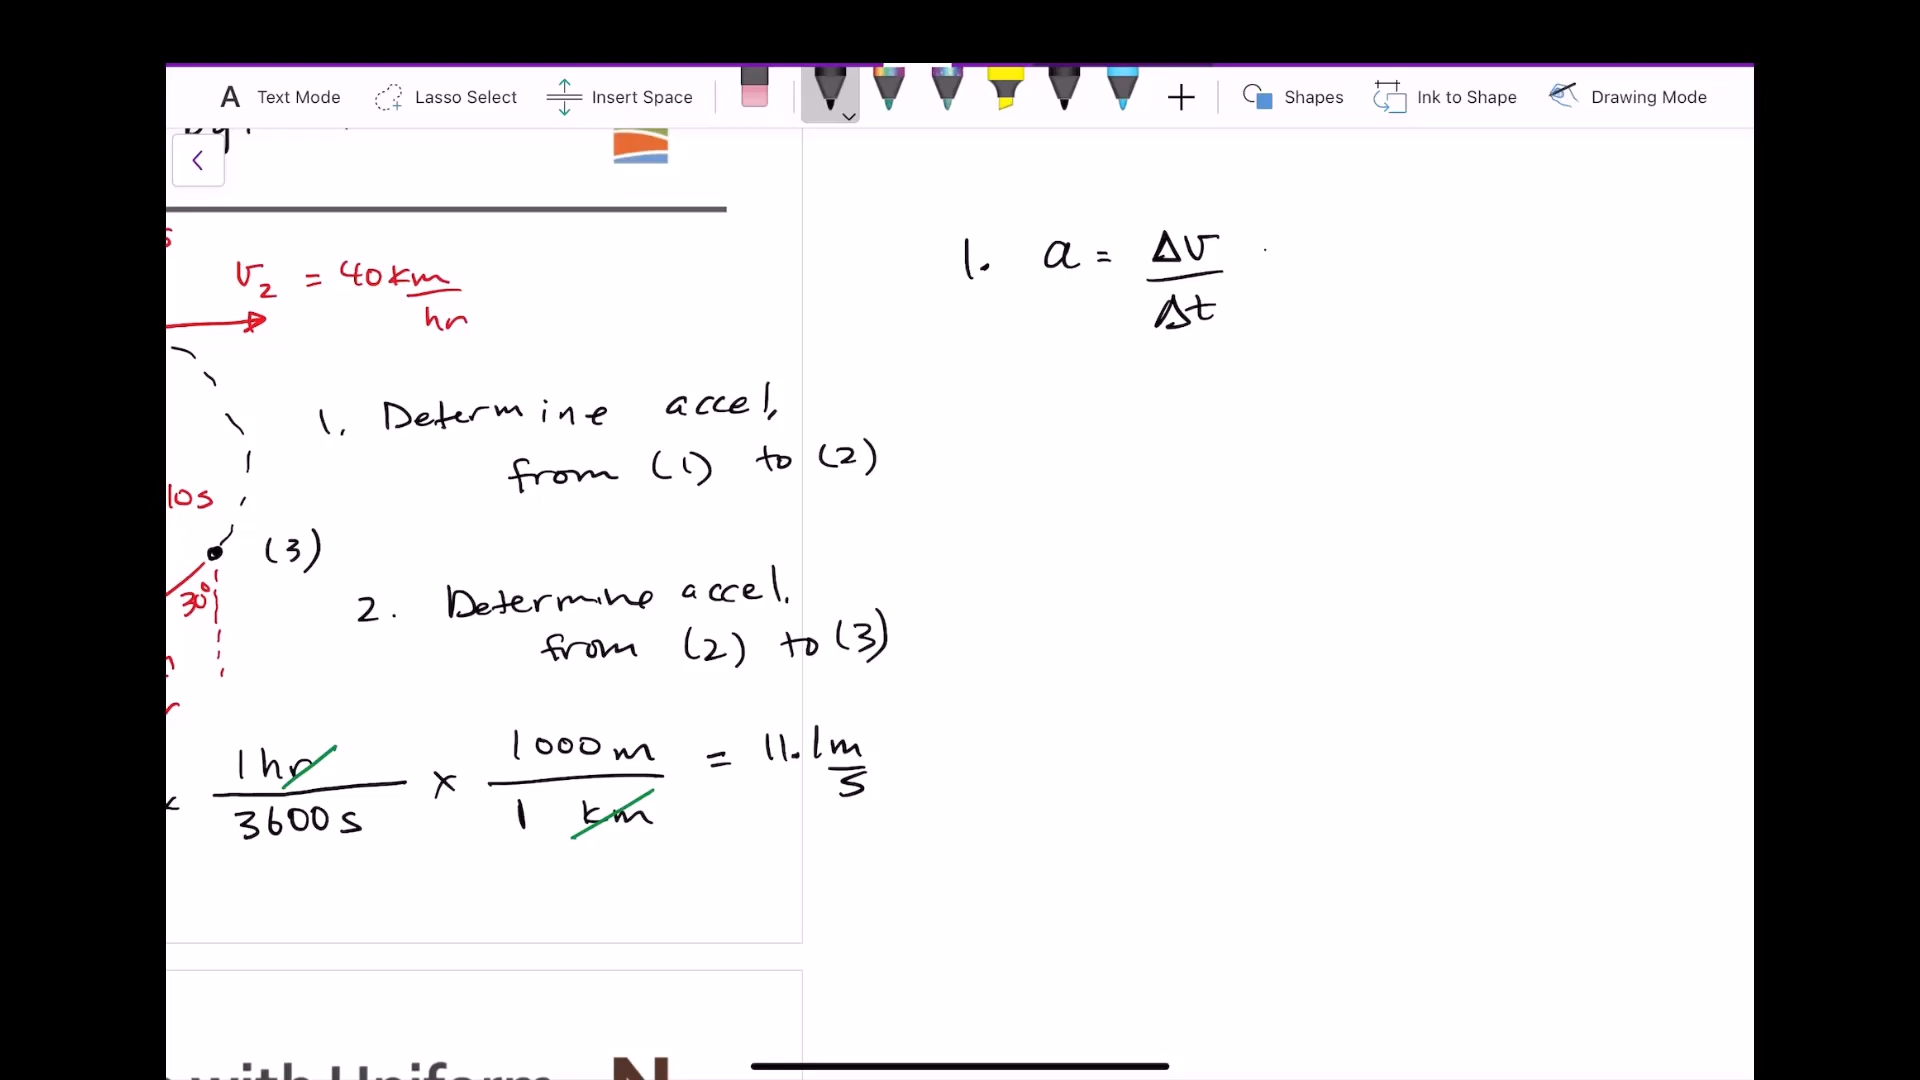 Text Mode Lasso Select Insert Space Shapes Ink to Shape Drawing Mode
v₂ = 40 km/hr
1. Determine accel.
from (1) to (2)
10s
(3)
30°
2. Determine accel.
from (2) to (3)
1 hr/3600 s × 1000 m/1 km = 11.1 m/s
with Uniform
1. a = Δv/Δt